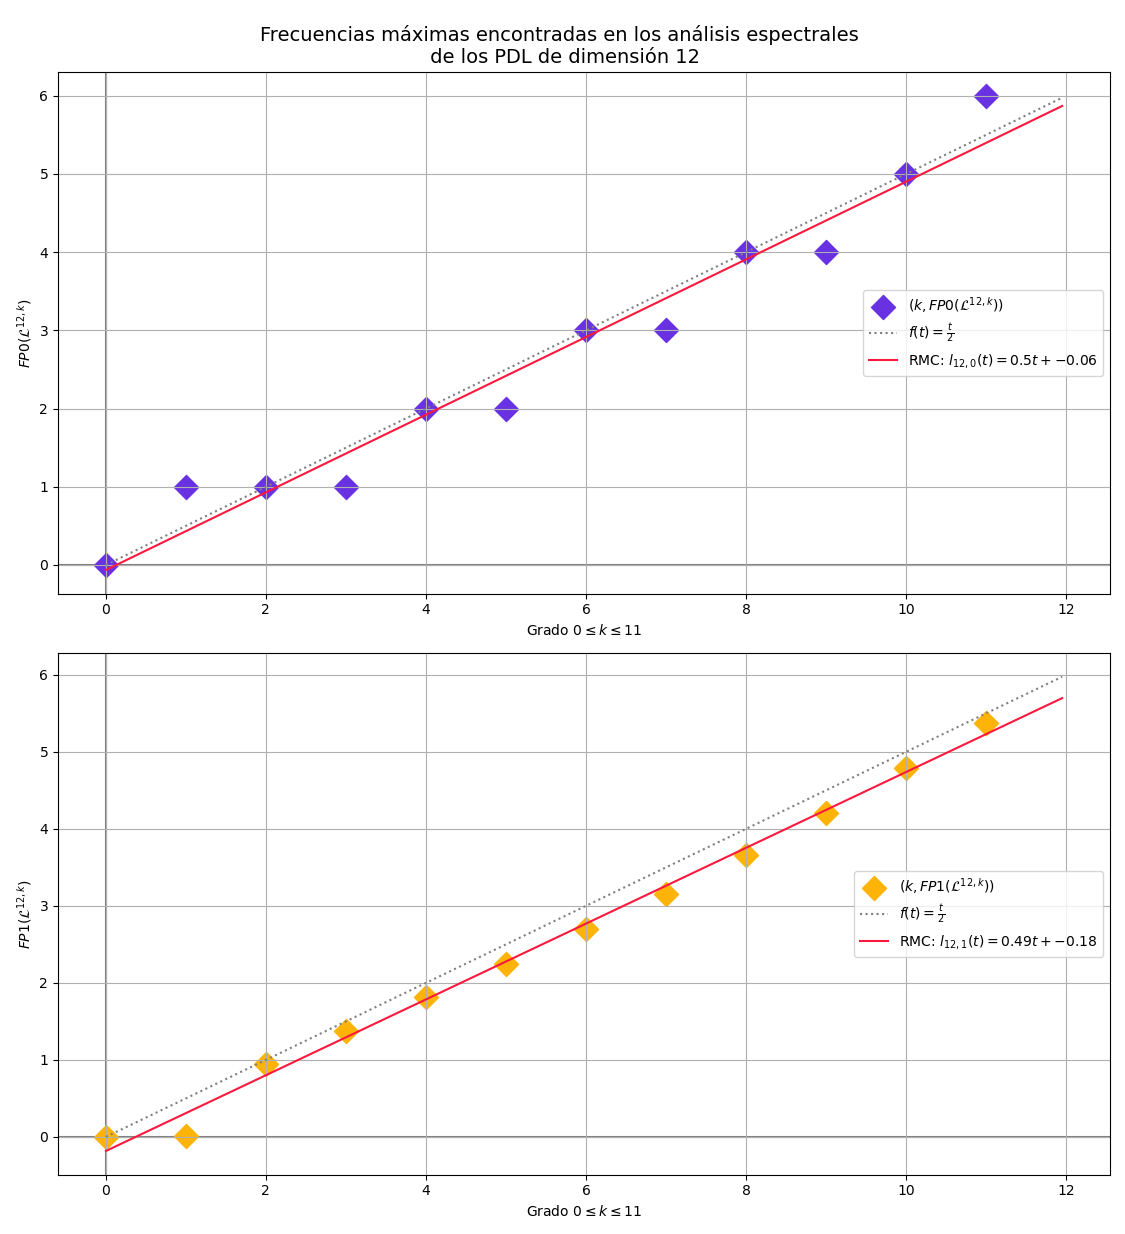 Frecuencias máximas encontradas en los análisis espectrales
de los PDL de dimensión 12
6
5
4
3
2
1
0
FP0(ℒ^{12,k})
(k, FP0(ℒ^{12,k}))
f(t) = t/2
RMC: l_{12,0}(t) = 0.5t + −0.06
0 2 4 6 8 10 12
Grado 0 ≤ k ≤ 11
6
5
4
3
2
1
0
FP1(ℒ^{12,k})
(k, FP1(ℒ^{12,k}))
f(t) = t/2
RMC: l_{12,1}(t) = 0.49t + −0.18
0 2 4 6 8 10 12
Grado 0 ≤ k ≤ 11